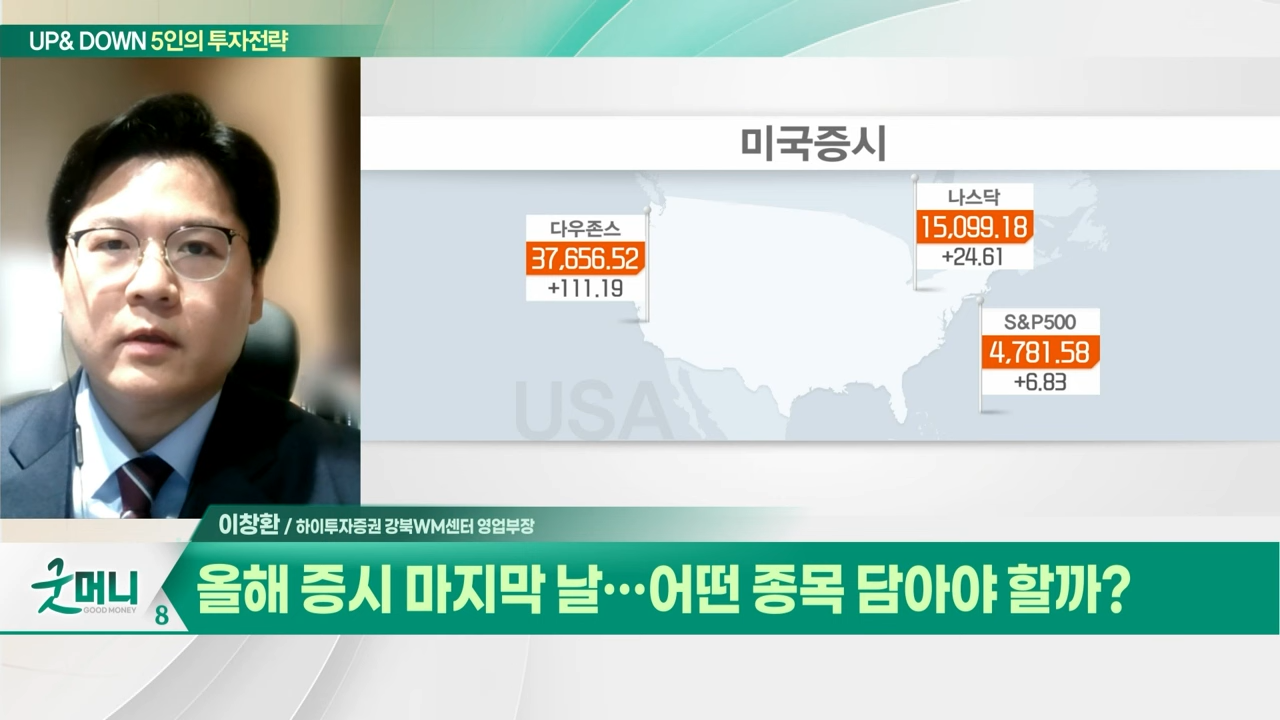 UP& DOWN 5인의 투자전략
미국증시
다우존스
37,656.52
+111.19
나스닥
15,099.18
+24.61
S&P500
4,781.58
+6.83
USA
이창환 / 하이투자증권 강북WM센터 영업부장
굿머니
GOOD MONEY
8
올해 증시 마지막 날…어떤 종목 담아야 할까?